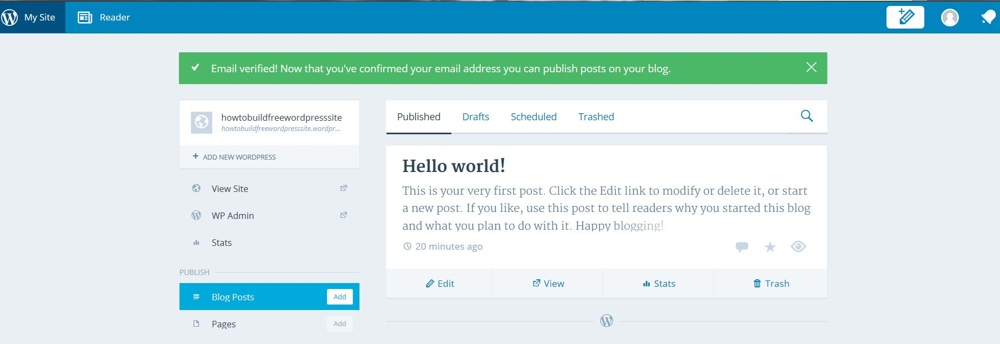 My Site
Reader
Email verified! Now that you've confirmed your email address you can publish posts on your blog.
howtobuildfreewordpresssite
howtobuildfreewordpresssite.wordpr...
+ ADD NEW WORDPRESS
View Site
WP Admin
Stats
PUBLISH
Blog Posts Add
Pages Add
Published Drafts Scheduled Trashed
Hello world!
This is your very first post. Click the Edit link to modify or delete it, or start
a new post. If you like, use this post to tell readers why you started this blog
and what you plan to do with it. Happy blogging!
20 minutes ago
Edit View Stats Trash